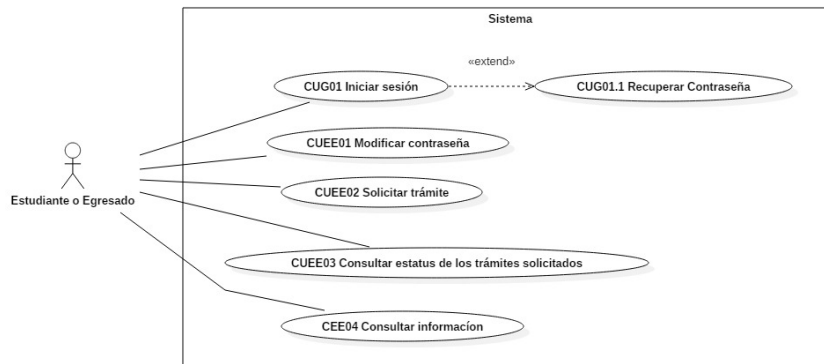 Sistema
«extend»
CUG01 Iniciar sesión
CUG01.1 Recuperar Contraseña
CUEE01 Modificar contraseña
CUEE02 Solicitar trámite
Estudiante o Egresado
CUEE03 Consultar estatus de los trámites solicitados
CEE04 Consultar informacíon